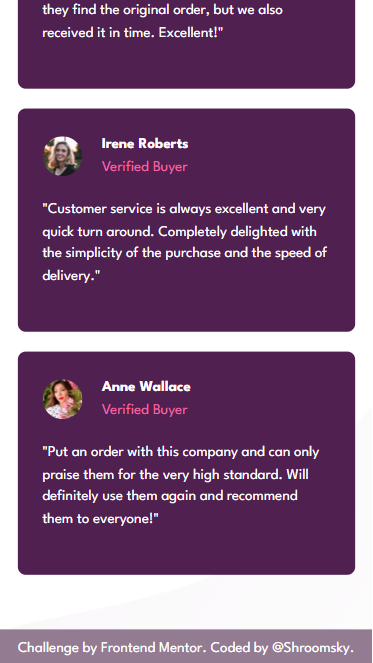 they find the original order, but we also
received it in time. Excellent!"
Irene Roberts
Verified Buyer
"Customer service is always excellent and very
quick turn around. Completely delighted with
the simplicity of the purchase and the speed of
delivery."
Anne Wallace
Verified Buyer
"Put an order with this company and can only
praise them for the very high standard. Will
definitely use them again and recommend
them to everyone!"
Challenge by Frontend Mentor. Coded by @Shroomsky.